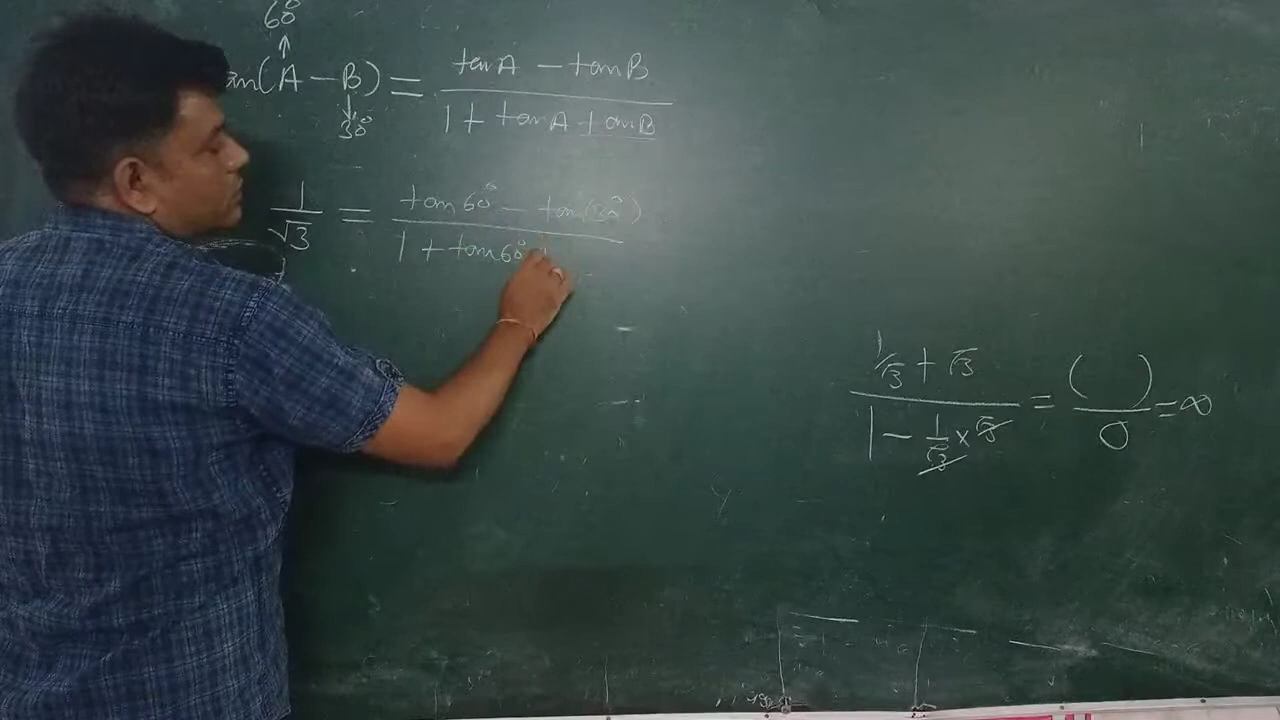 60°
↑
an(A − B) = tanA − tanB / 1 + tanA tanB
↓
30°
1/√3 = tan60° − tan(30°) / 1 + tan60°
1/√3 + √3 / 1 − 1/√3 × √3 = ( ) / 0 = ∞